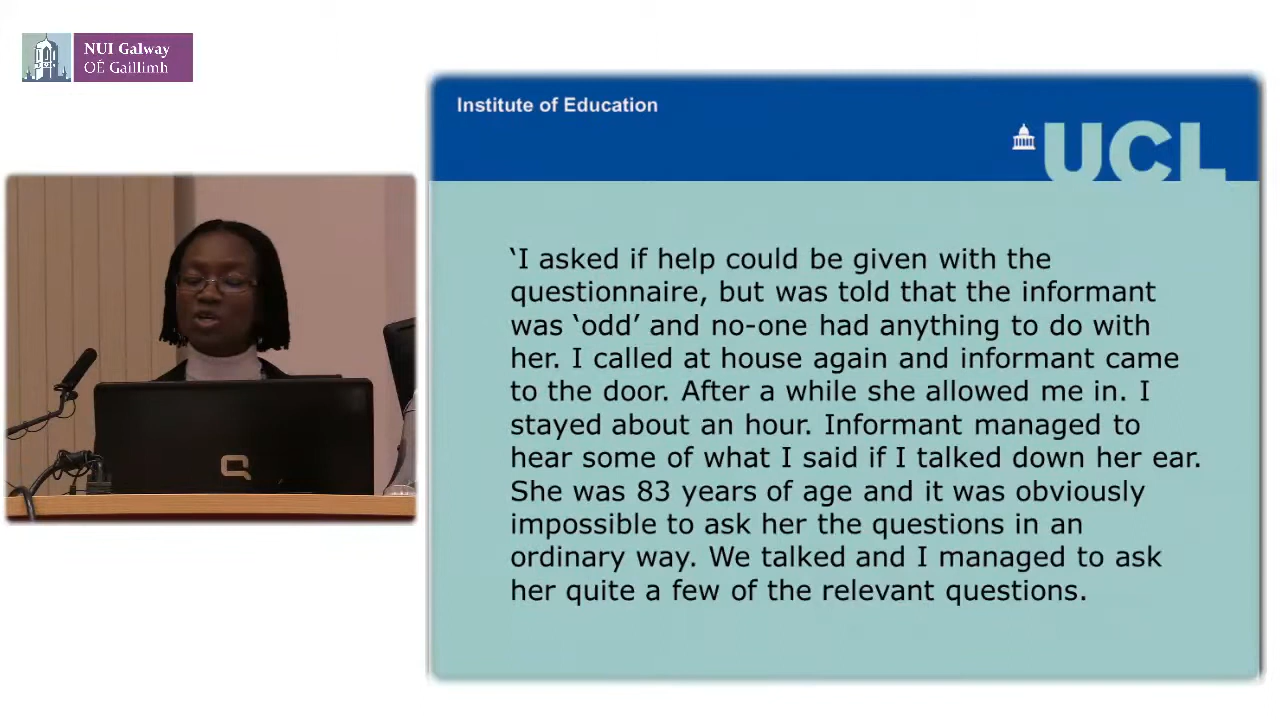 NUI Galway
OÉ Gaillimh
Institute of Education
UCL
‘I asked if help could be given with the
questionnaire, but was told that the informant
was ‘odd’ and no-one had anything to do with
her. I called at house again and informant came
to the door. After a while she allowed me in. I
stayed about an hour. Informant managed to
hear some of what I said if I talked down her ear.
She was 83 years of age and it was obviously
impossible to ask her the questions in an
ordinary way. We talked and I managed to ask
her quite a few of the relevant questions.